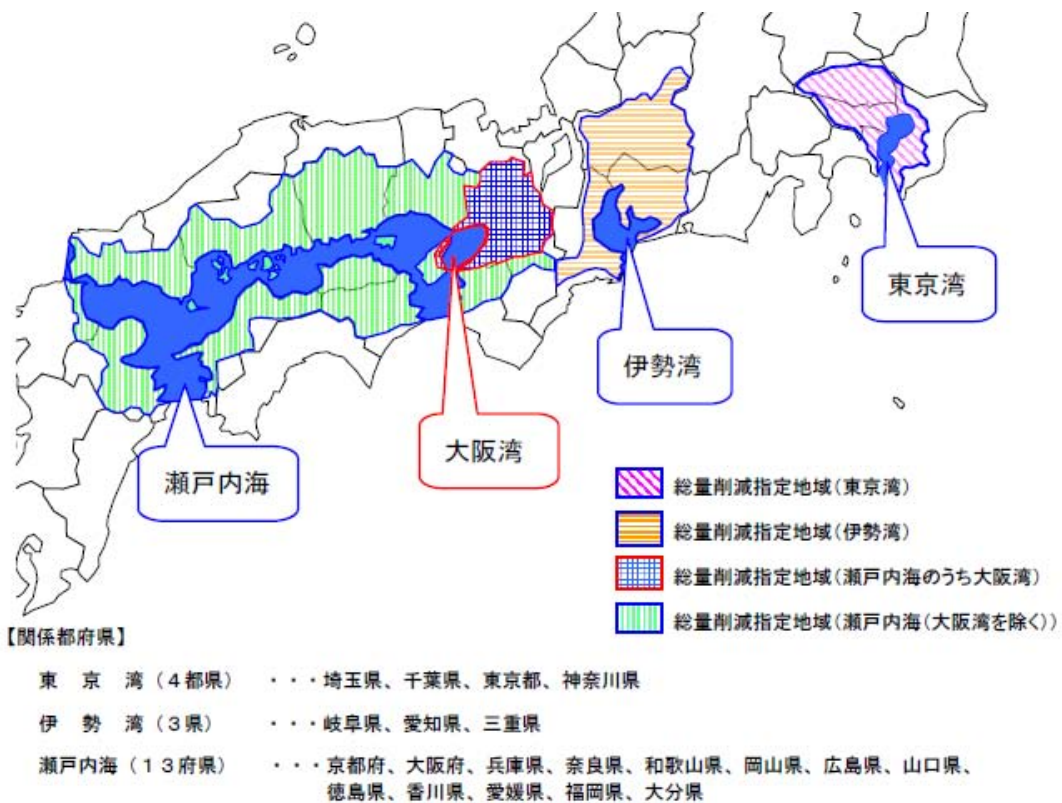 東京湾
伊勢湾
大阪湾
瀬戸内海
総量削減指定地域(東京湾)
総量削減指定地域(伊勢湾)
総量削減指定地域(瀬戸内海のうち大阪湾)
総量削減指定地域(瀬戸内海(大阪湾を除く))
【関係都府県】
東 京 湾(4都県) ・・・埼玉県、千葉県、東京都、神奈川県
伊 勢 湾(3県) ・・・岐阜県、愛知県、三重県
瀬戸内海(13府県) ・・・京都府、大阪府、兵庫県、奈良県、和歌山県、岡山県、広島県、山口県、
徳島県、香川県、愛媛県、福岡県、大分県